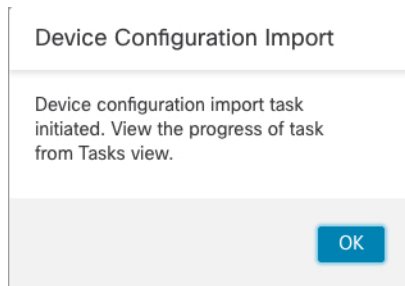 Device Configuration Import
Device configuration import task
initiated. View the progress of task
from Tasks view.
OK